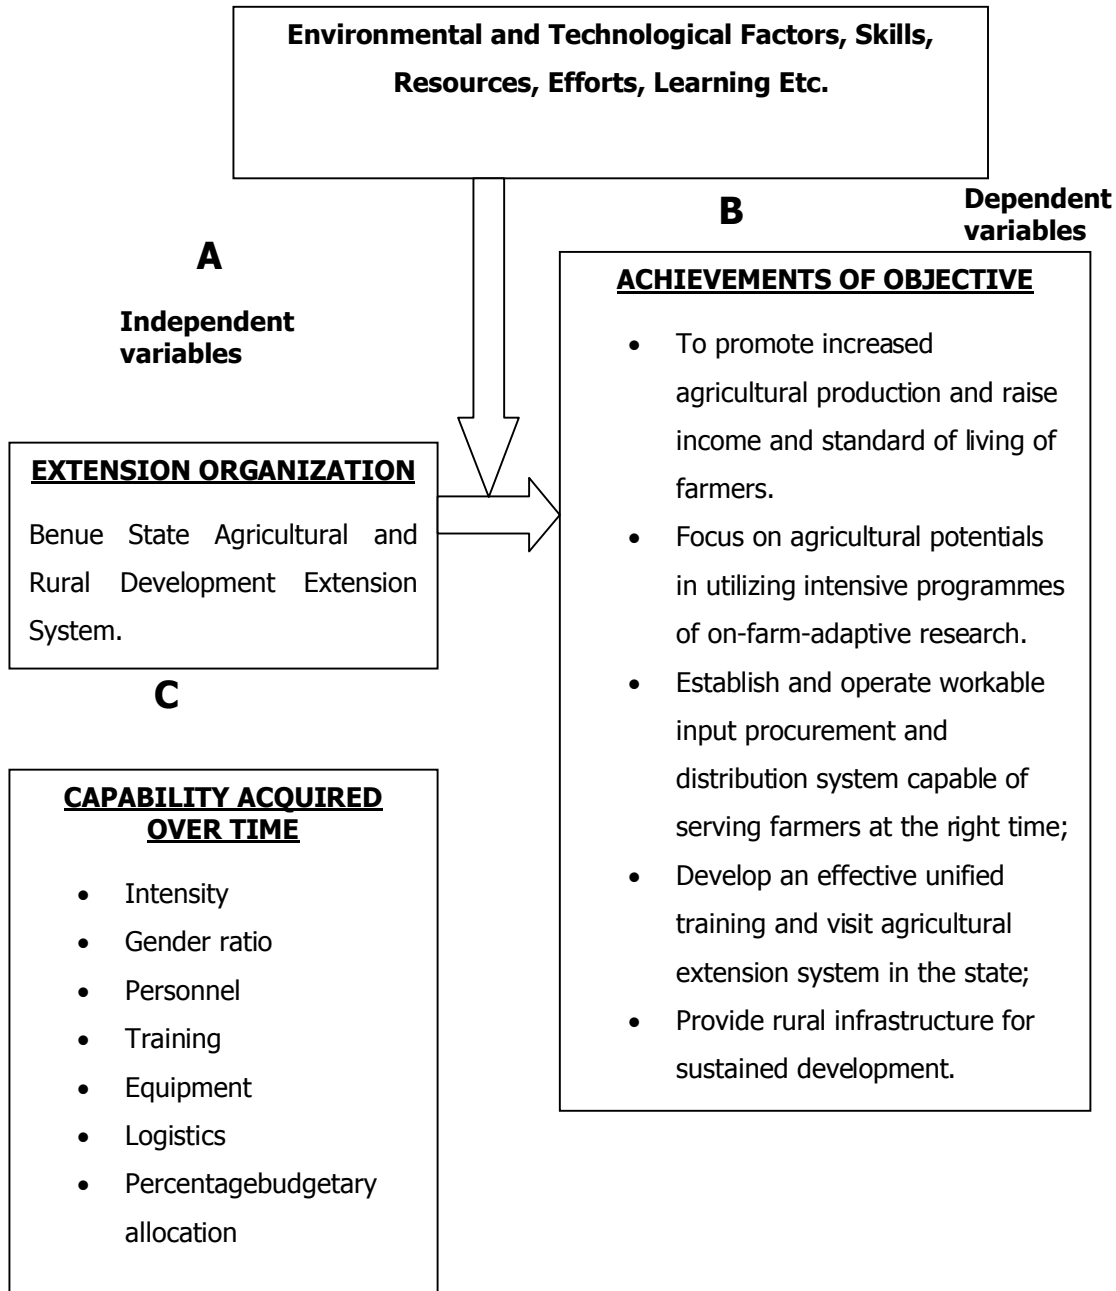 Environmental and Technological Factors, Skills,
Resources, Efforts, Learning Etc.
A
Independent
variables
B
Dependent
variables
EXTENSION ORGANIZATION
Benue State Agricultural and
Rural Development Extension
System.
ACHIEVEMENTS OF OBJECTIVE
• To promote increased
agricultural production and raise
income and standard of living of
farmers.
• Focus on agricultural potentials
in utilizing intensive programmes
of on-farm-adaptive research.
• Establish and operate workable
input procurement and
distribution system capable of
serving farmers at the right time;
• Develop an effective unified
training and visit agricultural
extension system in the state;
• Provide rural infrastructure for
sustained development.
C
CAPABILITY ACQUIRED
OVER TIME
• Intensity
• Gender ratio
• Personnel
• Training
• Equipment
• Logistics
• Percentagebudgetary
allocation